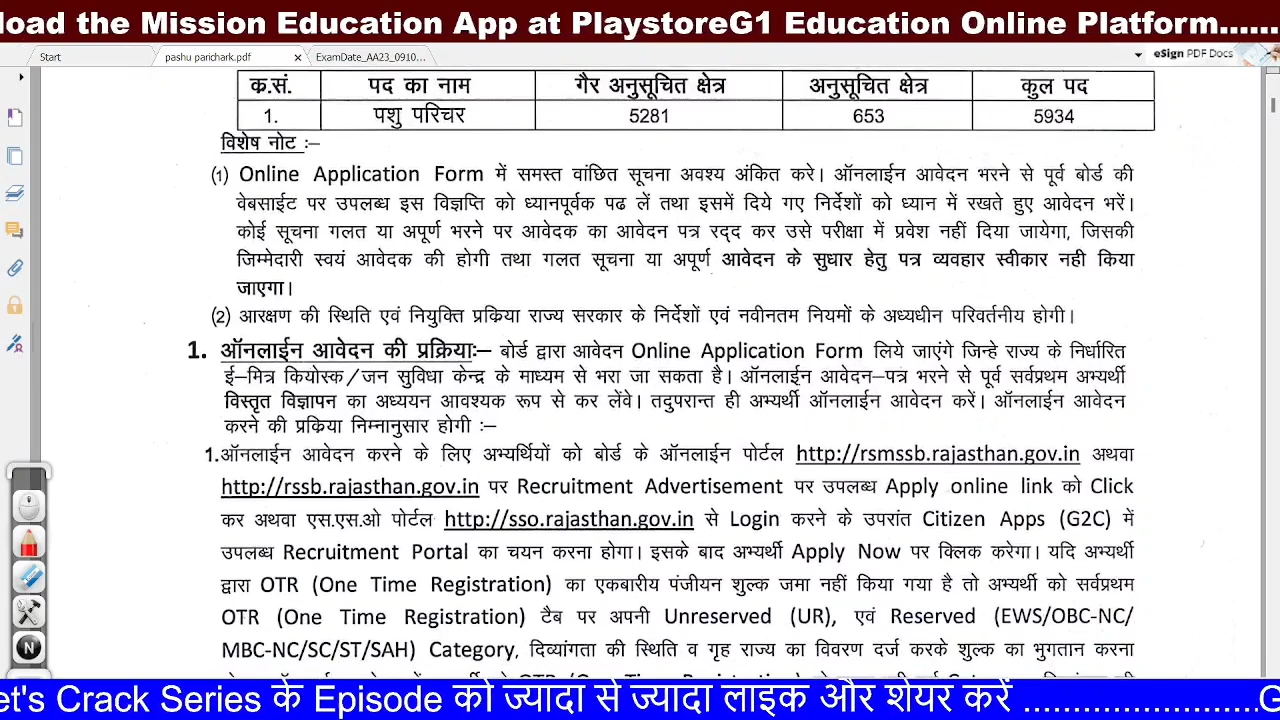 load the Mission Education App at PlaystoreG1 Education Online Platform......
Start pashu parichark.pdf × ExamDate_AA23_0910... eSign PDF Docs
क.सं. पद का नाम गैर अनुसूचित क्षेत्र अनुसूचित क्षेत्र कुल पद
1. पशु परिचर 5281 653 5934
विशेष नोट :–
(1) Online Application Form में समस्त वांछित सूचना अवश्य अंकित करे। ऑनलाईन आवेदन भरने से पूर्व बोर्ड की
वेबसाईट पर उपलब्ध इस विज्ञप्ति को ध्यानपूर्वक पढ लें तथा इसमें दिये गए निर्देशों को ध्यान में रखते हुए आवेदन भरें।
कोई सूचना गलत या अपूर्ण भरने पर आवेदक का आवेदन पत्र रद्द कर उसे परीक्षा में प्रवेश नहीं दिया जायेगा, जिसकी
जिम्मेदारी स्वयं आवेदक की होगी तथा गलत सूचना या अपूर्ण आवेदन के सुधार हेतु पत्र व्यवहार स्वीकार नही किया
जाएगा।
(2) आरक्षण की स्थिति एवं नियुक्ति प्रक्रिया राज्य सरकार के निर्देशों एवं नवीनतम नियमों के अध्यधीन परिवर्तनीय होगी।
1. ऑनलाईन आवेदन की प्रक्रियाः– बोर्ड द्वारा आवेदन Online Application Form लिये जाएंगे जिन्हे राज्य के निर्धारित
ई–मित्र कियोस्क/जन सुविधा केन्द्र के माध्यम से भरा जा सकता है। ऑनलाईन आवेदन–पत्र भरने से पूर्व सर्वप्रथम अभ्यर्थी
विस्तृत विज्ञापन का अध्ययन आवश्यक रूप से कर लेंवे। तदुपरान्त ही अभ्यर्थी ऑनलाईन आवेदन करें। ऑनलाईन आवेदन
करने की प्रक्रिया निम्नानुसार होगी :–
1.ऑनलाईन आवेदन करने के लिए अभ्यर्थियों को बोर्ड के ऑनलाईन पोर्टल http://rsmssb.rajasthan.gov.in अथवा
http://rssb.rajasthan.gov.in पर Recruitment Advertisement पर उपलब्ध Apply online link को Click
कर अथवा एस.एस.ओ पोर्टल http://sso.rajasthan.gov.in से Login करने के उपरांत Citizen Apps (G2C) में
उपलब्ध Recruitment Portal का चयन करना होगा। इसके बाद अभ्यर्थी Apply Now पर क्लिक करेगा। यदि अभ्यर्थी
द्वारा OTR (One Time Registration) का एकबारीय पंजीयन शुल्क जमा नहीं किया गया है तो अभ्यर्थी को सर्वप्रथम
OTR (One Time Registration) टैब पर अपनी Unreserved (UR), एवं Reserved (EWS/OBC-NC/
MBC-NC/SC/ST/SAH) Category, दिव्यांगता की स्थिति व गृह राज्य का विवरण दर्ज करके शुल्क का भुगतान करना
N
et's Crack Series के Episode को ज्यादा से ज्यादा लाइक और शेयर करें .......................G